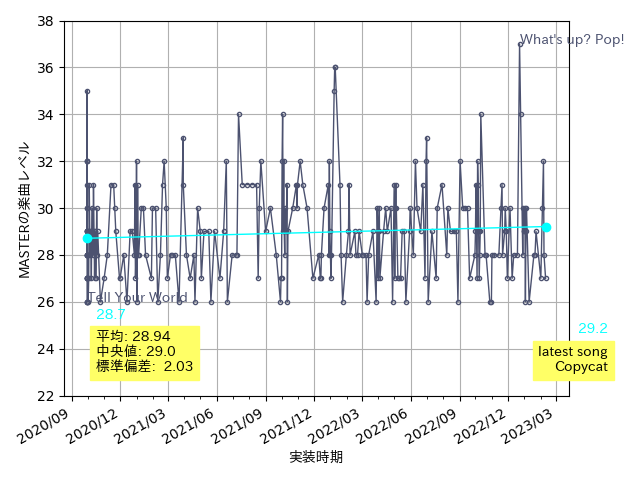 38
36
34
32
30
28
26
24
22
MASTERの楽曲レベル
What's up? Pop!
Tell Your World
28.7
平均: 28.94
中央値: 29.0
標準偏差: 2.03
29.2
latest song
Copycat
2020/09
2020/12
2021/03
2021/06
2021/09
2021/12
2022/03
2022/06
2022/09
2022/12
2023/03
実装時期